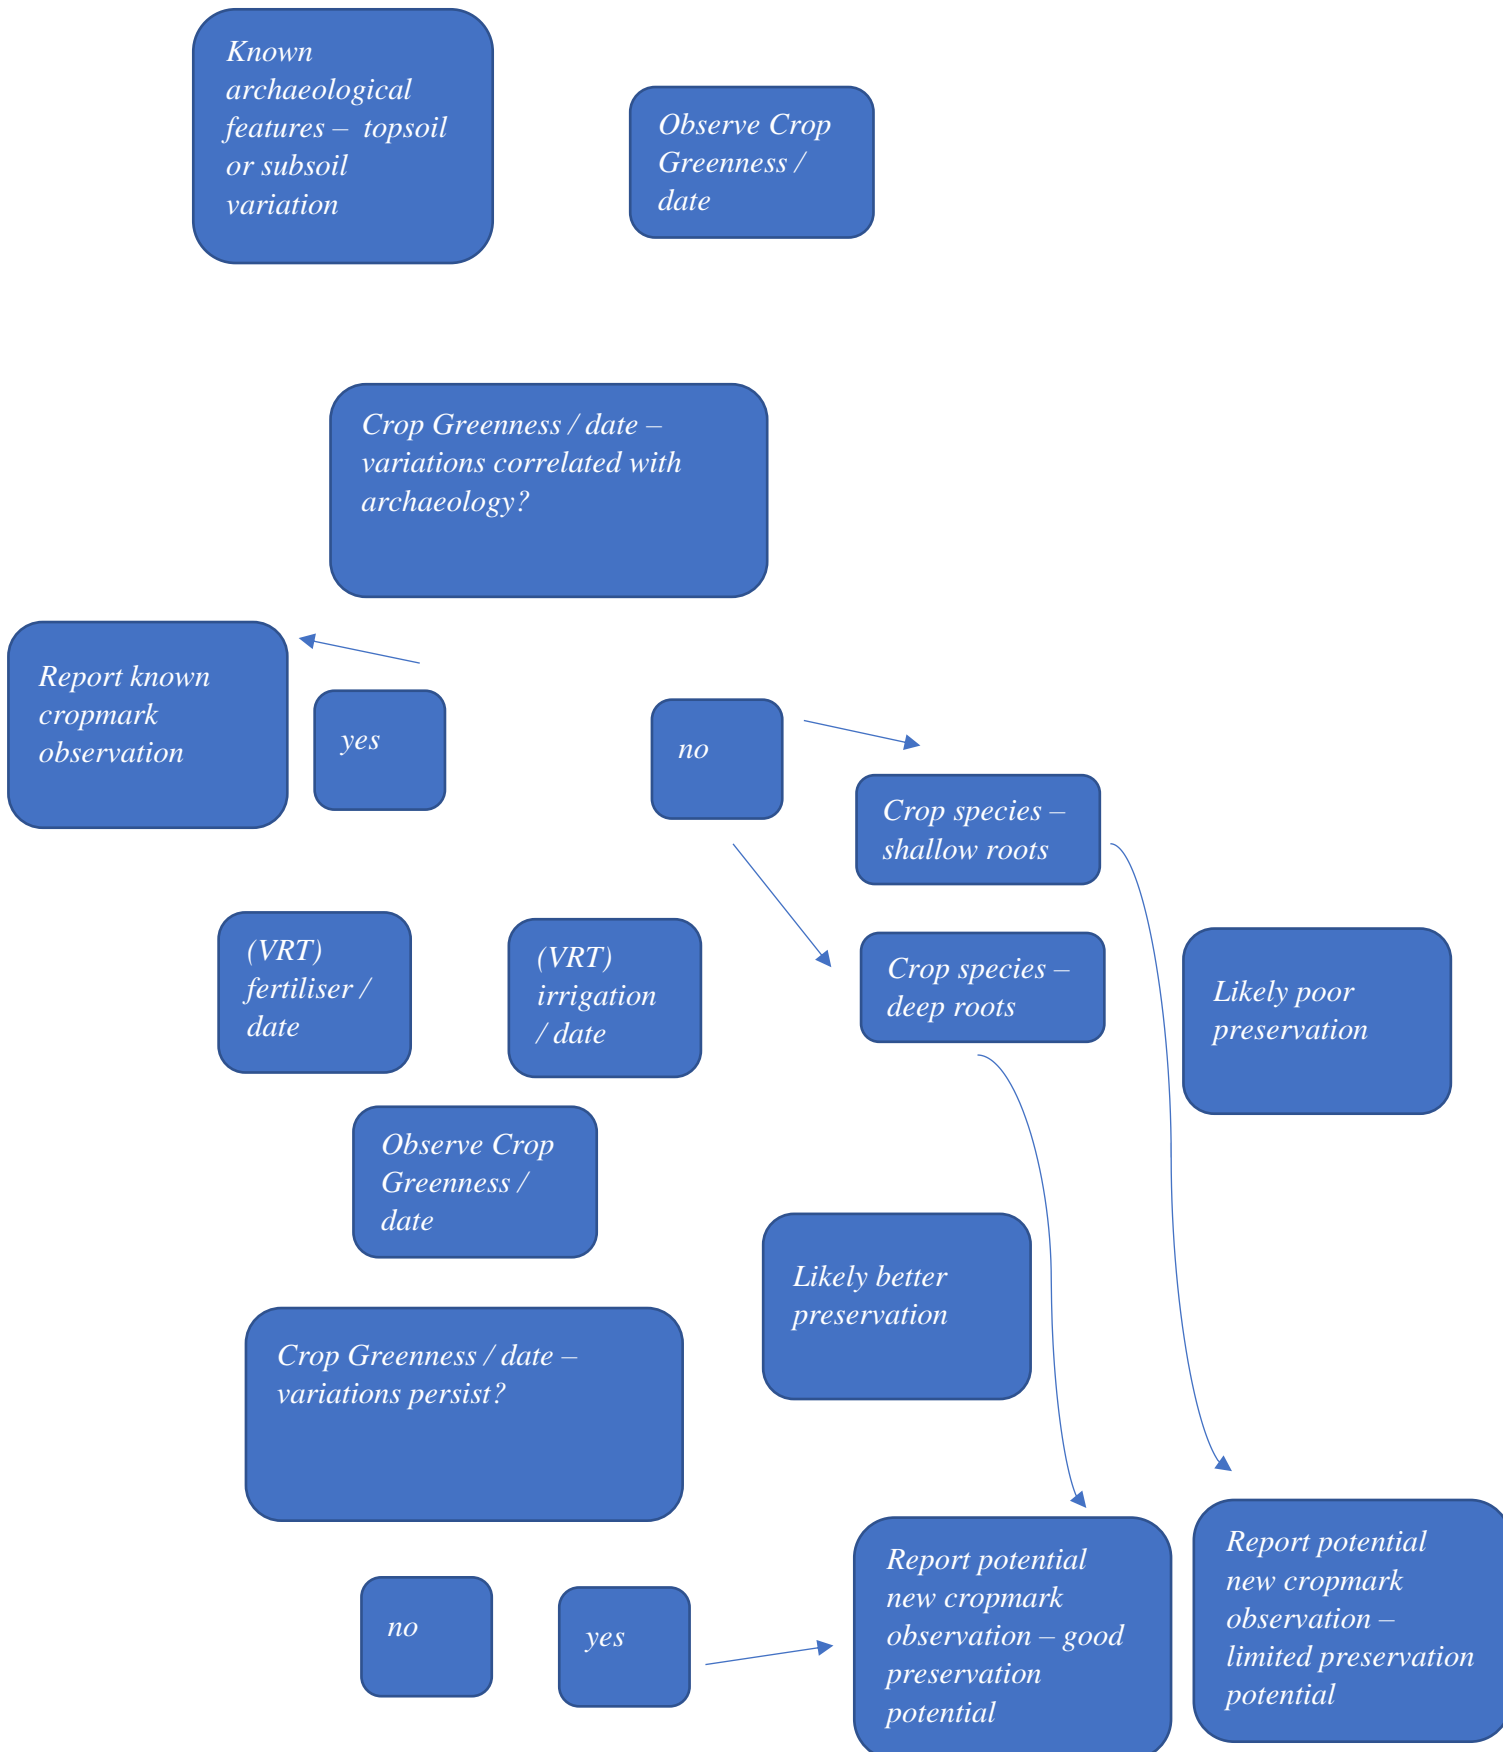 Known
archaeological
features – topsoil
or subsoil
variation
Observe Crop
Greenness /
date
Crop Greenness / date –
variations correlated with
archaeology?
Report known
cropmark
observation
yes
no
Crop species –
shallow roots
(VRT)
fertiliser /
date
(VRT)
irrigation
/ date
Crop species –
deep roots
Likely poor
preservation
Observe Crop
Greenness /
date
Likely better
preservation
Crop Greenness / date –
variations persist?
no
yes
Report potential
new cropmark
observation – good
preservation
potential
Report potential
new cropmark
observation –
limited preservation
potential